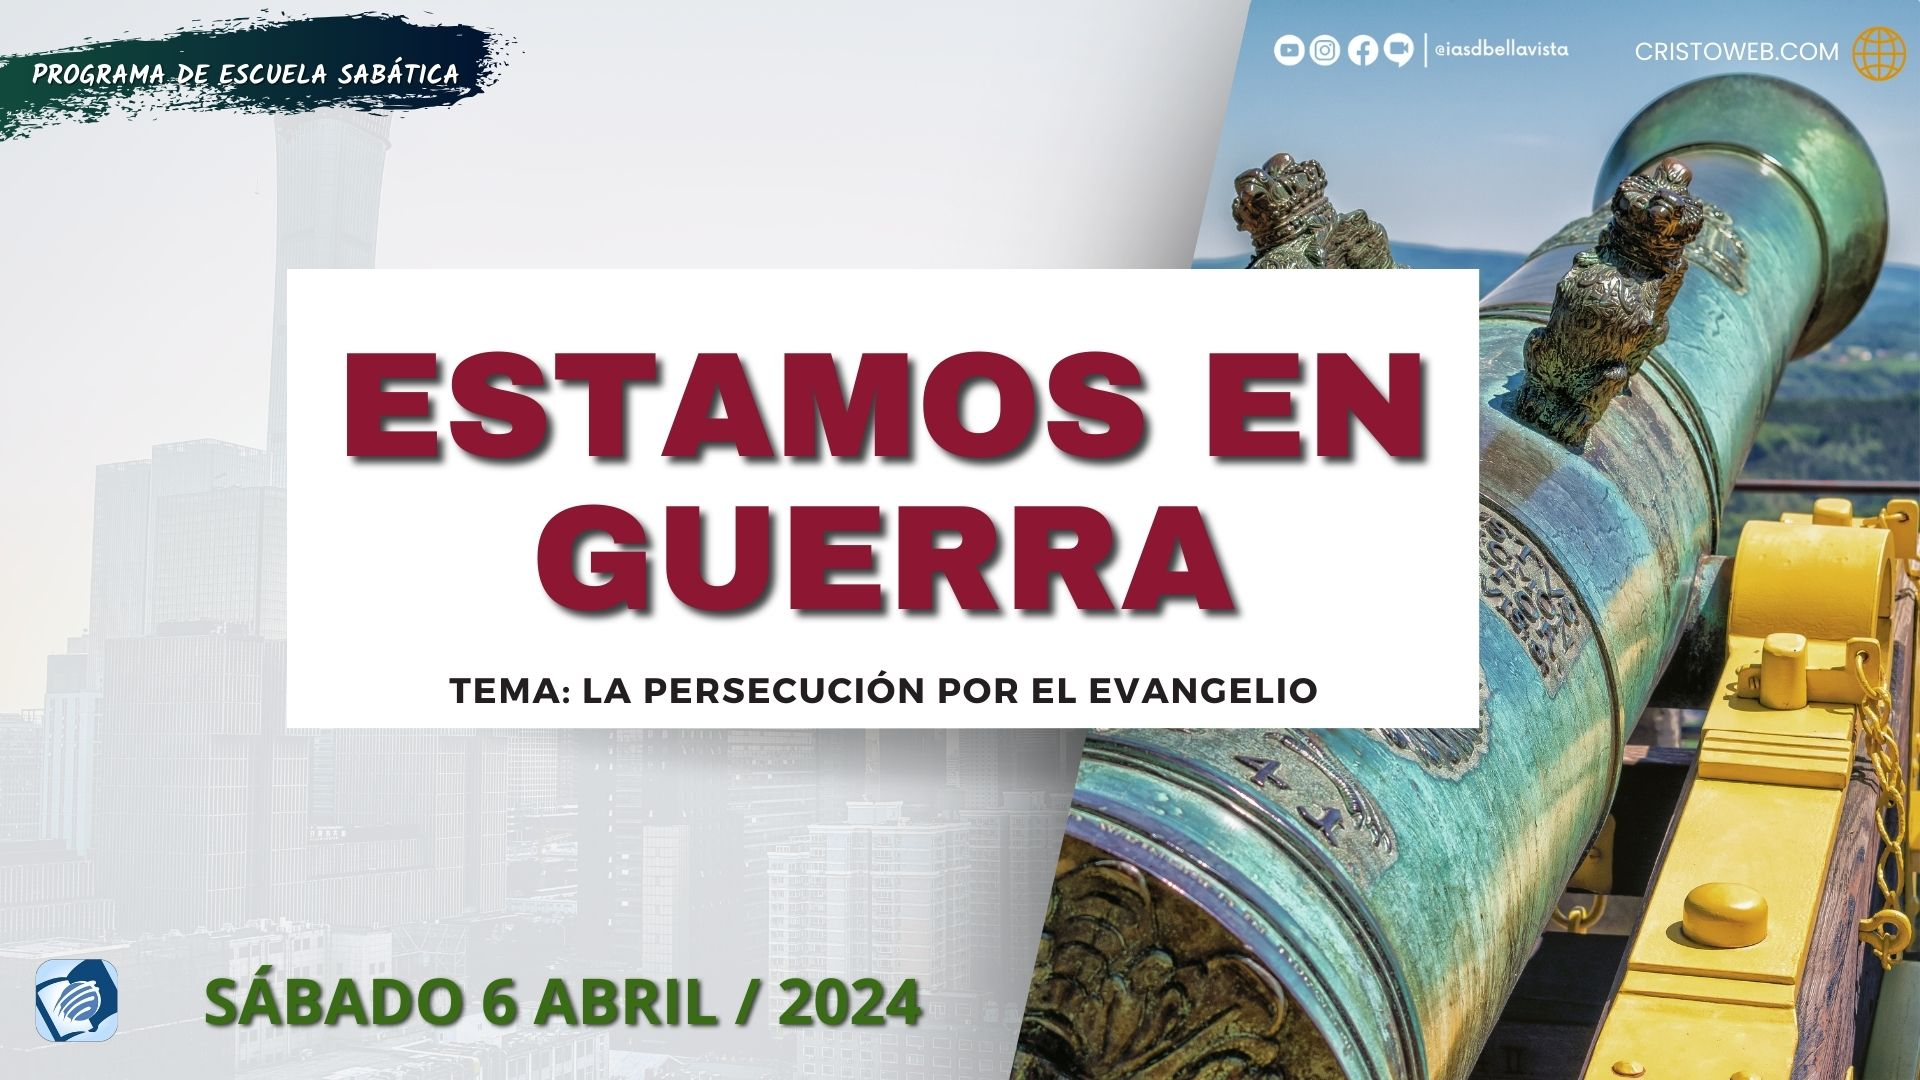 PROGRAMA DE ESCUELA SABÁTICA
@iasdbellavista
CRISTOWEB.COM
ESTAMOS EN
GUERRA
TEMA: LA PERSECUCIÓN POR EL EVANGELIO
41
SÁBADO 6 ABRIL / 2024